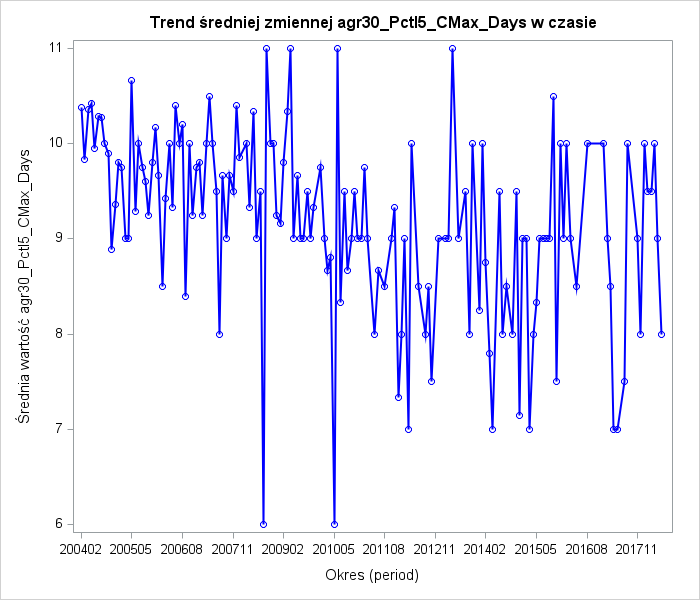 Trend średniej zmiennej agr30_Pctl5_CMax_Days w czasie
Średnia wartość agr30_Pctl5_CMax_Days
11
10
9
8
7
6
200402 200505 200608 200711 200902 201005 201108 201211 201402 201505 201608 201711
Okres (period)